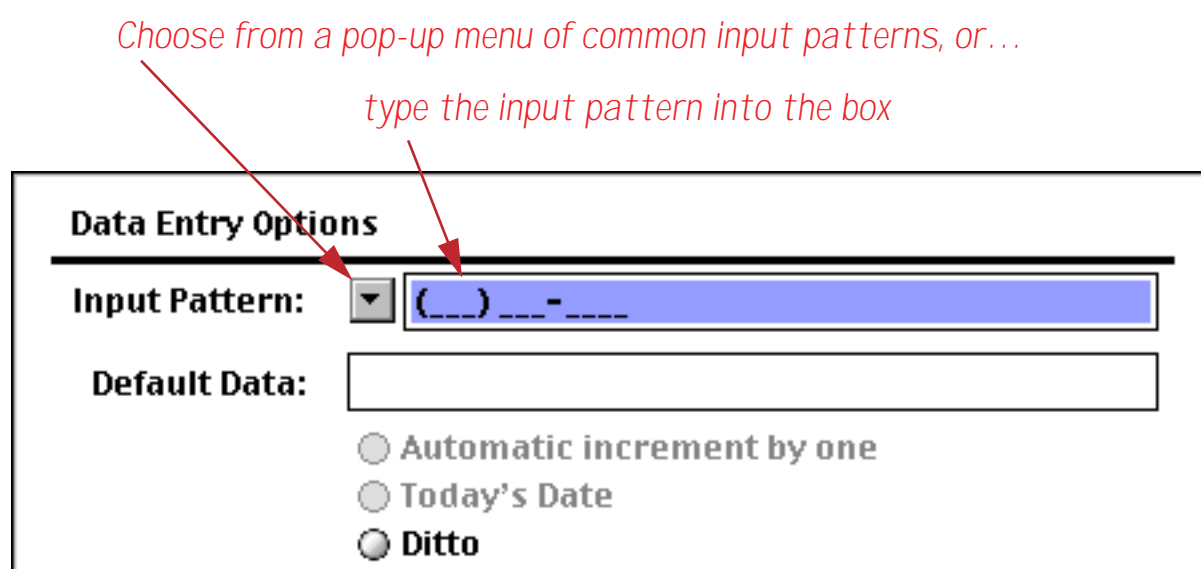 Choose from a pop-up menu of common input patterns, or...
type the input pattern into the box
Data Entry Options
Input Pattern: (___) ___-____
Default Data:
Automatic increment by one
Today's Date
Ditto